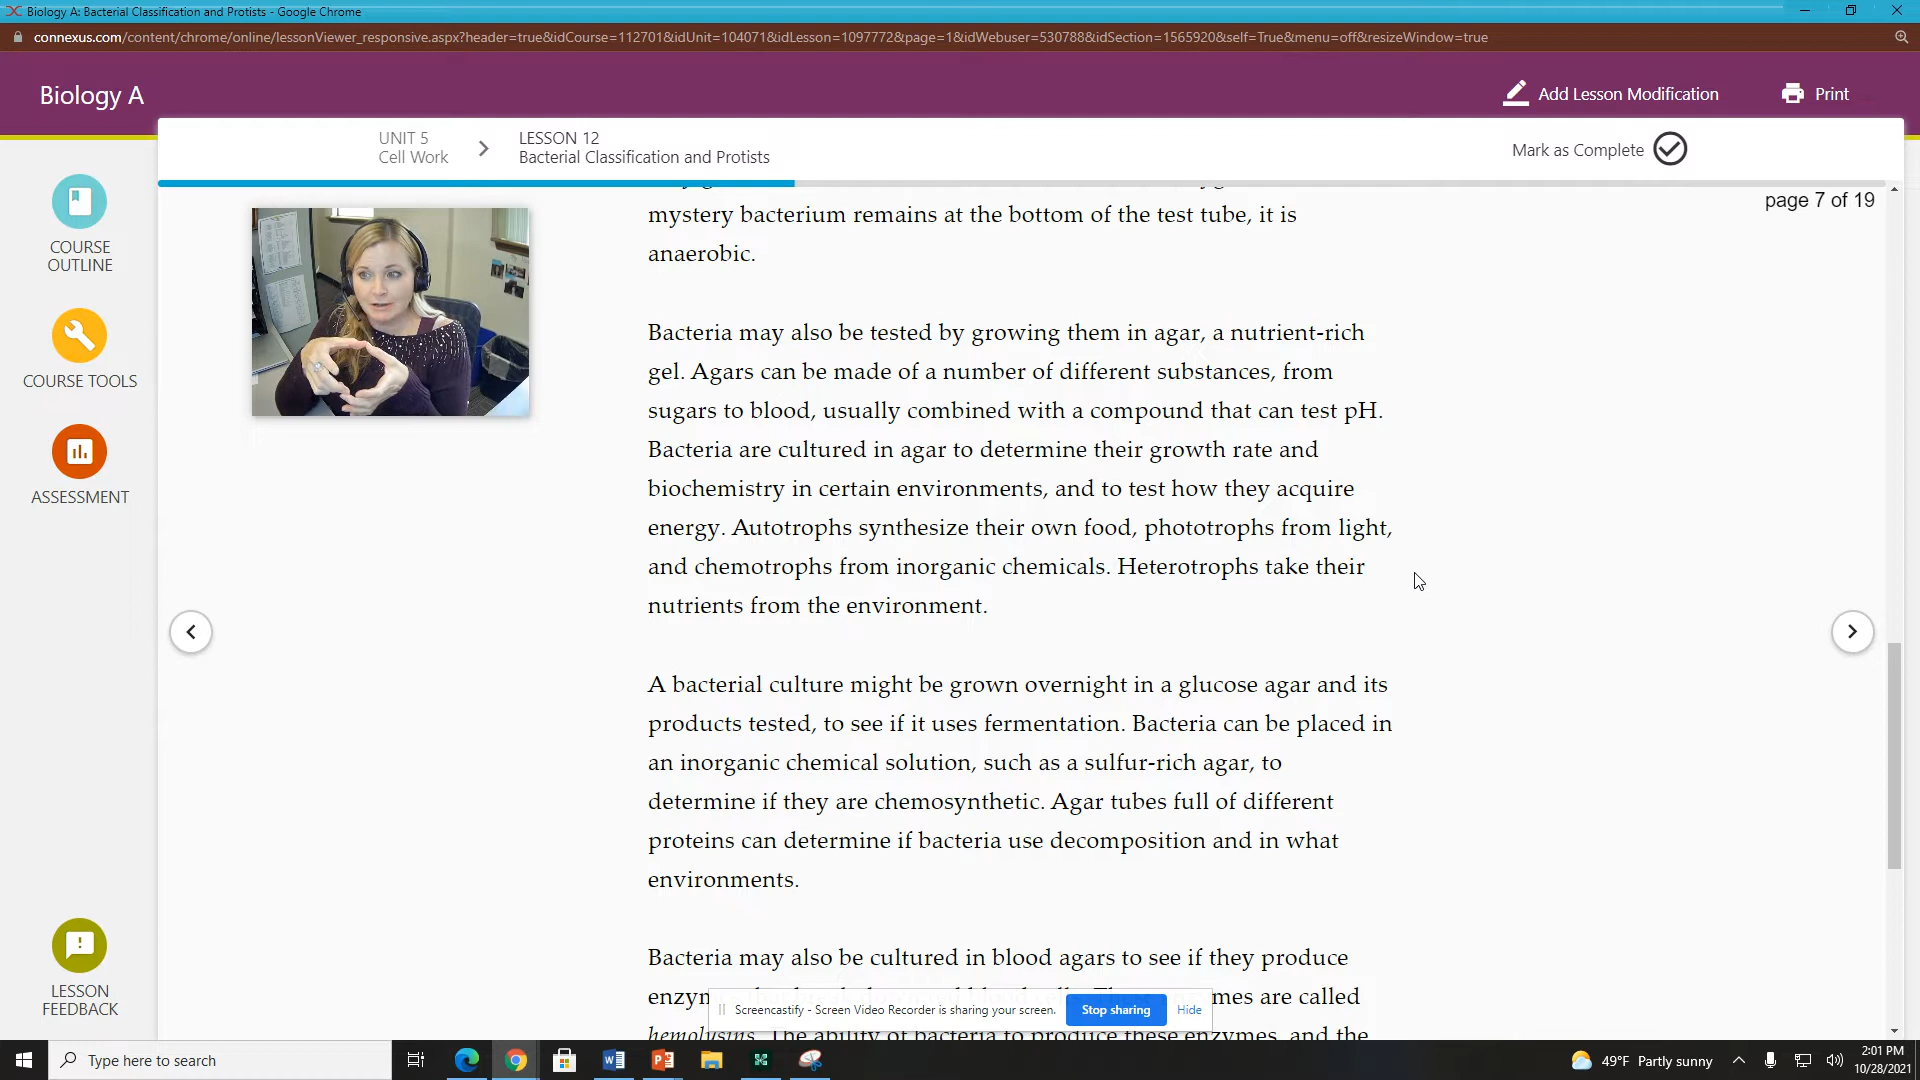 Biology A: Bacterial Classification and Protists - Google Chrome
connexus.com/content/chrome/online/lessonViewer_responsive.aspx?header=true&idCourse=112701&idUnit=104071&idLesson=1097772&page=1&idWebuser=530788&idSection=1565920&self=True&menu=off&resizeWindow=true
Biology A
Add Lesson Modification
Print
UNIT 5
Cell Work
LESSON 12
Bacterial Classification and Protists
Mark as Complete
page 7 of 19
COURSE
OUTLINE
COURSE TOOLS
ASSESSMENT
LESSON
FEEDBACK
mystery bacterium remains at the bottom of the test tube, it is
anaerobic.
Bacteria may also be tested by growing them in agar, a nutrient-rich
gel. Agars can be made of a number of different substances, from
sugars to blood, usually combined with a compound that can test pH.
Bacteria are cultured in agar to determine their growth rate and
biochemistry in certain environments, and to test how they acquire
energy. Autotrophs synthesize their own food, phototrophs from light,
and chemotrophs from inorganic chemicals. Heterotrophs take their
nutrients from the environment.
A bacterial culture might be grown overnight in a glucose agar and its
products tested, to see if it uses fermentation. Bacteria can be placed in
an inorganic chemical solution, such as a sulfur-rich agar, to
determine if they are chemosynthetic. Agar tubes full of different
proteins can determine if bacteria use decomposition and in what
environments.
Bacteria may also be cultured in blood agars to see if they produce
are called
hemolysins. The ability of bacteria to produce these enzymes, and the
Screencastify - Screen Video Recorder is sharing your screen.
Stop sharing
Hide
Type here to search
49°F Partly sunny
2:01 PM
10/28/2021